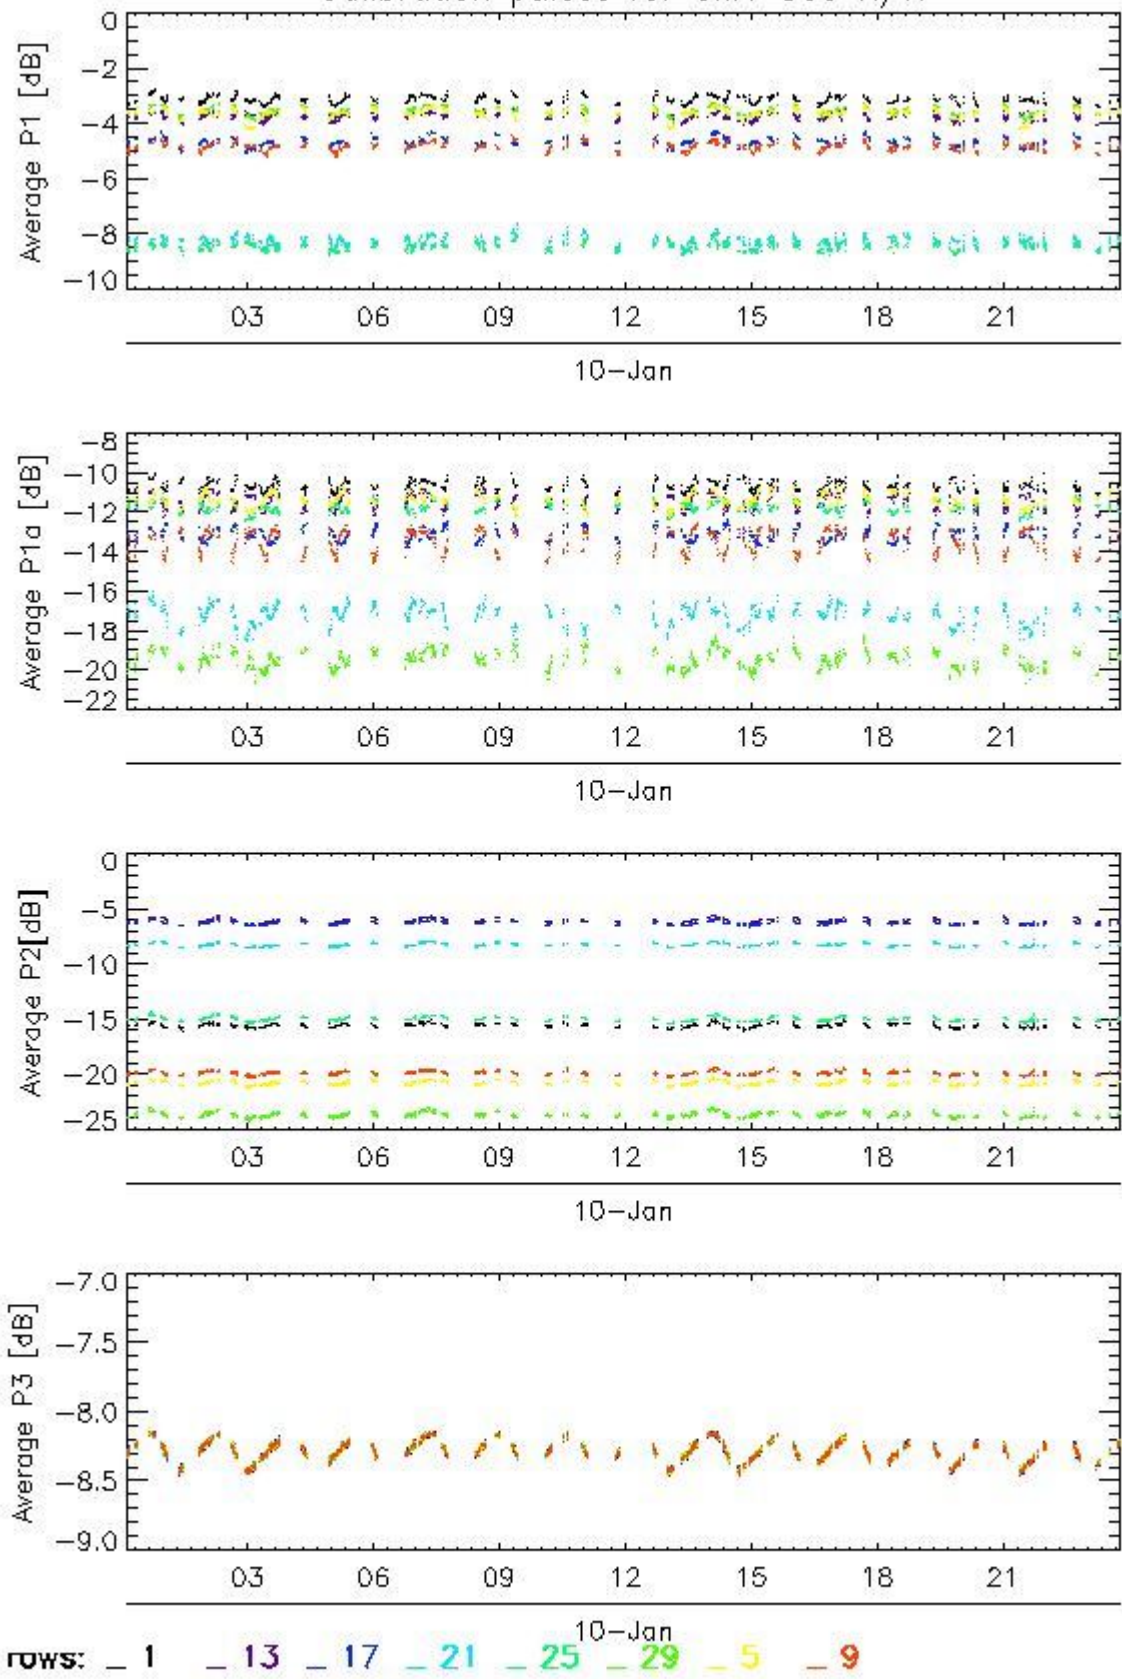 Average P1 [dB]
0
-2
-4
-6
-8
-10
03 06 09 12 15 18 21
10-Jan
Average P1a [dB]
-8
-10
-12
-14
-16
-18
-20
-22
03 06 09 12 15 18 21
10-Jan
Average P2[dB]
0
-5
-10
-15
-20
-25
03 06 09 12 15 18 21
10-Jan
Average P3 [dB]
-7.0
-7.5
-8.0
-8.5
-9.0
03 06 09 12 15 18 21
10-Jan
rows: _ 1 _ 13 _ 17 _ 21 _ 25 _ 29 _ 5 _ 9